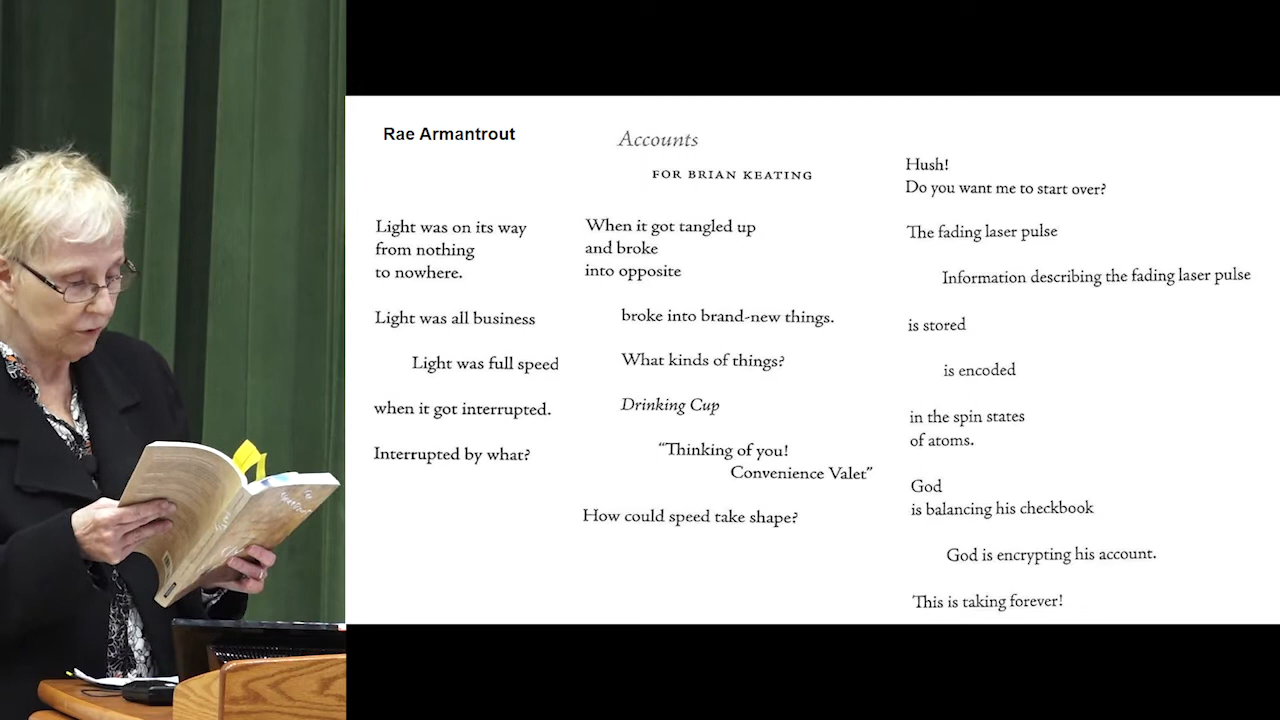 Rae Armantrout
Accounts
FOR BRIAN KEATING
Light was on its way
from nothing
to nowhere.
Light was all business
Light was full speed
when it got interrupted.
Interrupted by what?
When it got tangled up
and broke
into opposite
broke into brand-new things.
What kinds of things?
Drinking Cup
“Thinking of you!
Convenience Valet”
How could speed take shape?
Hush!
Do you want me to start over?
The fading laser pulse
Information describing the fading laser pulse
is stored
is encoded
in the spin states
of atoms.
God
is balancing his checkbook
God is encrypting his account.
This is taking forever!